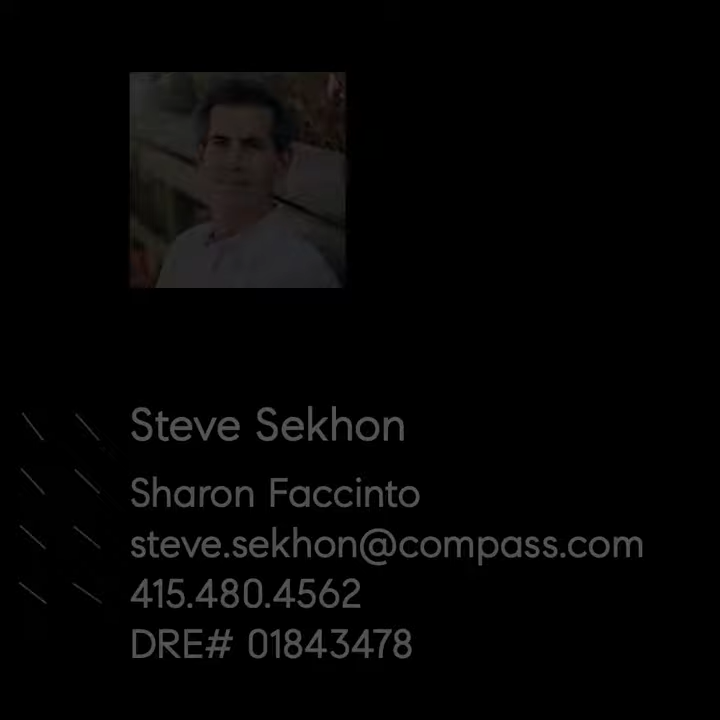 Steve Sekhon
Sharon Faccinto
steve.sekhon@compass.com
415.480.4562
DRE# 01843478